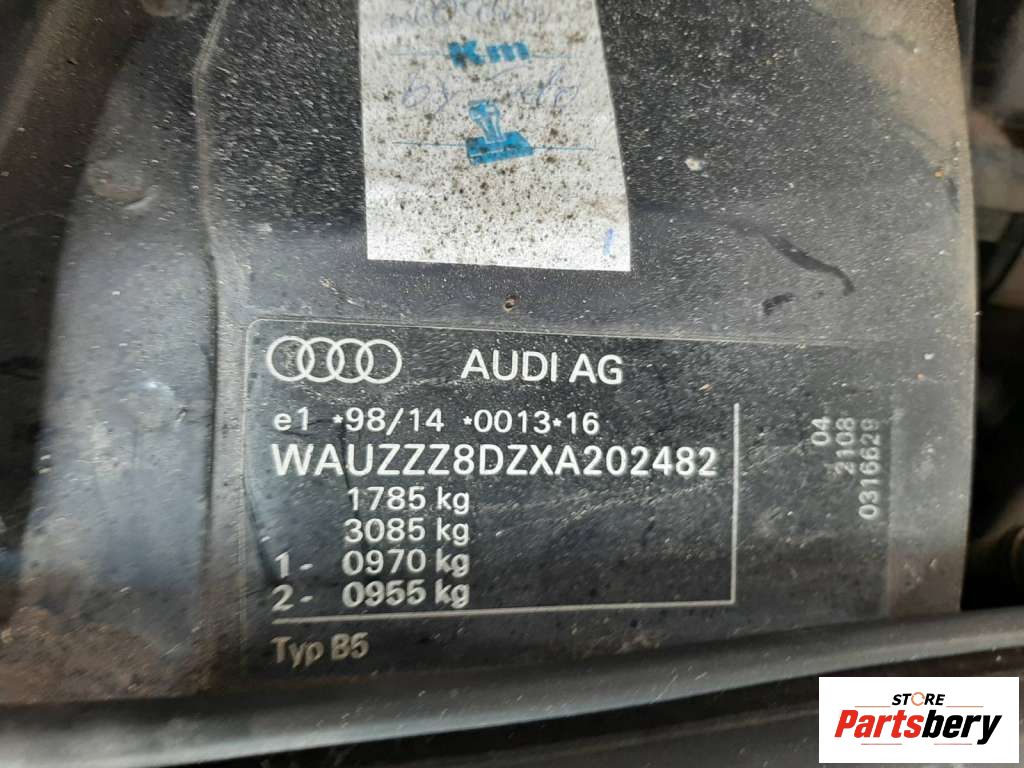 Km
1
AUDI AG
e1 *98/14 *0013*16
WAUZZZ8DZXA202482
1785 kg
3085 kg
1- 0970 kg
2- 0955 kg
Typ B5
04
2108
0316629
STORE
Partsbery